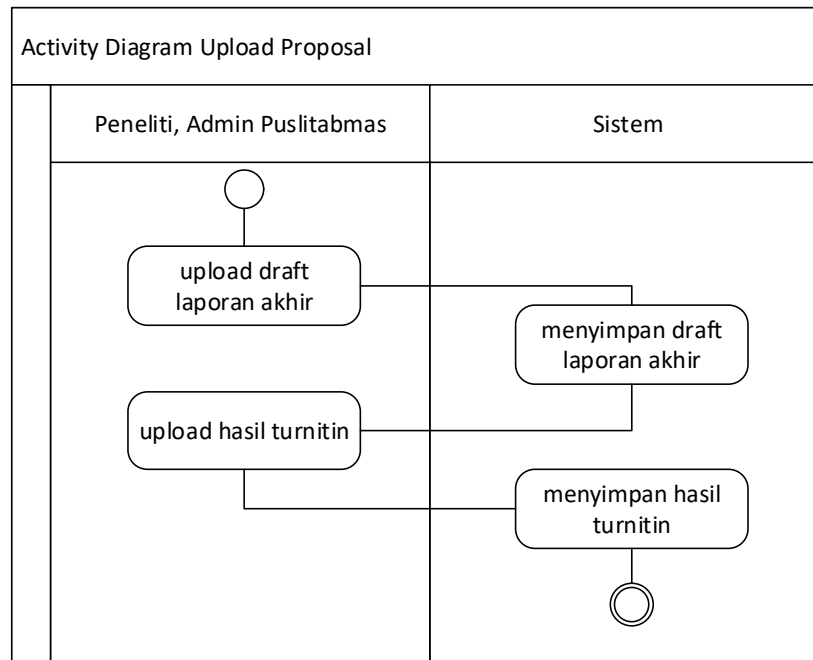 Activity Diagram Upload Proposal
Peneliti, Admin Puslitabmas
Sistem
upload draft
laporan akhir
menyimpan draft
laporan akhir
upload hasil turnitin
menyimpan hasil
turnitin